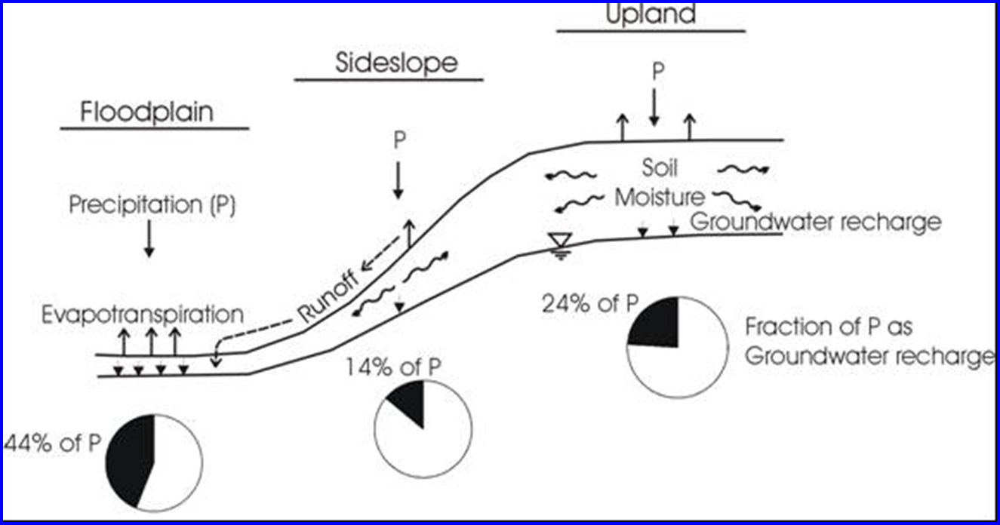 Upland
Sideslope
P
Floodplain
P
Soil
Precipitation (P)
Moisture
Groundwater recharge
Runoff
24% of P
Evapotranspiration
Fraction of P as
Groundwater recharge
14% of P
44% of P